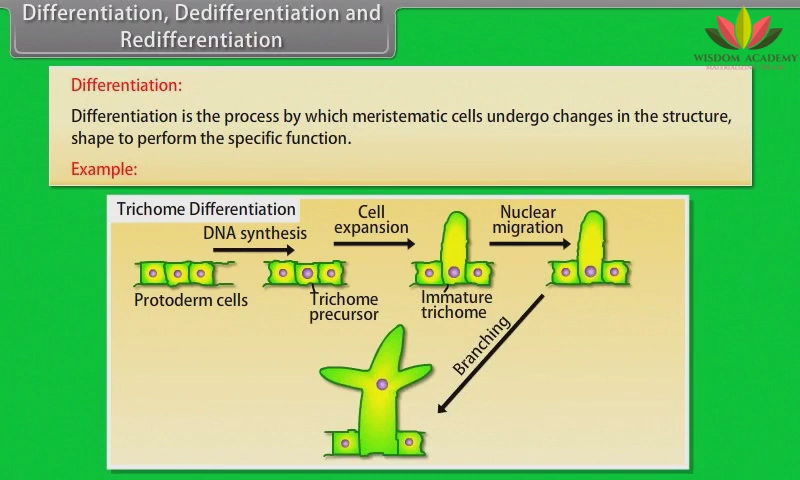 Differentiation, Dedifferentiation and
Redifferentiation
WISDOM ACADEMY
Differentiation:
Differentiation is the process by which meristematic cells undergo changes in the structure,
shape to perform the specific function.
Example:
Trichome Differentiation
DNA synthesis
Cell
expansion
Nuclear
migration
Protoderm cells
Trichome
precursor
Immature
trichome
Branching